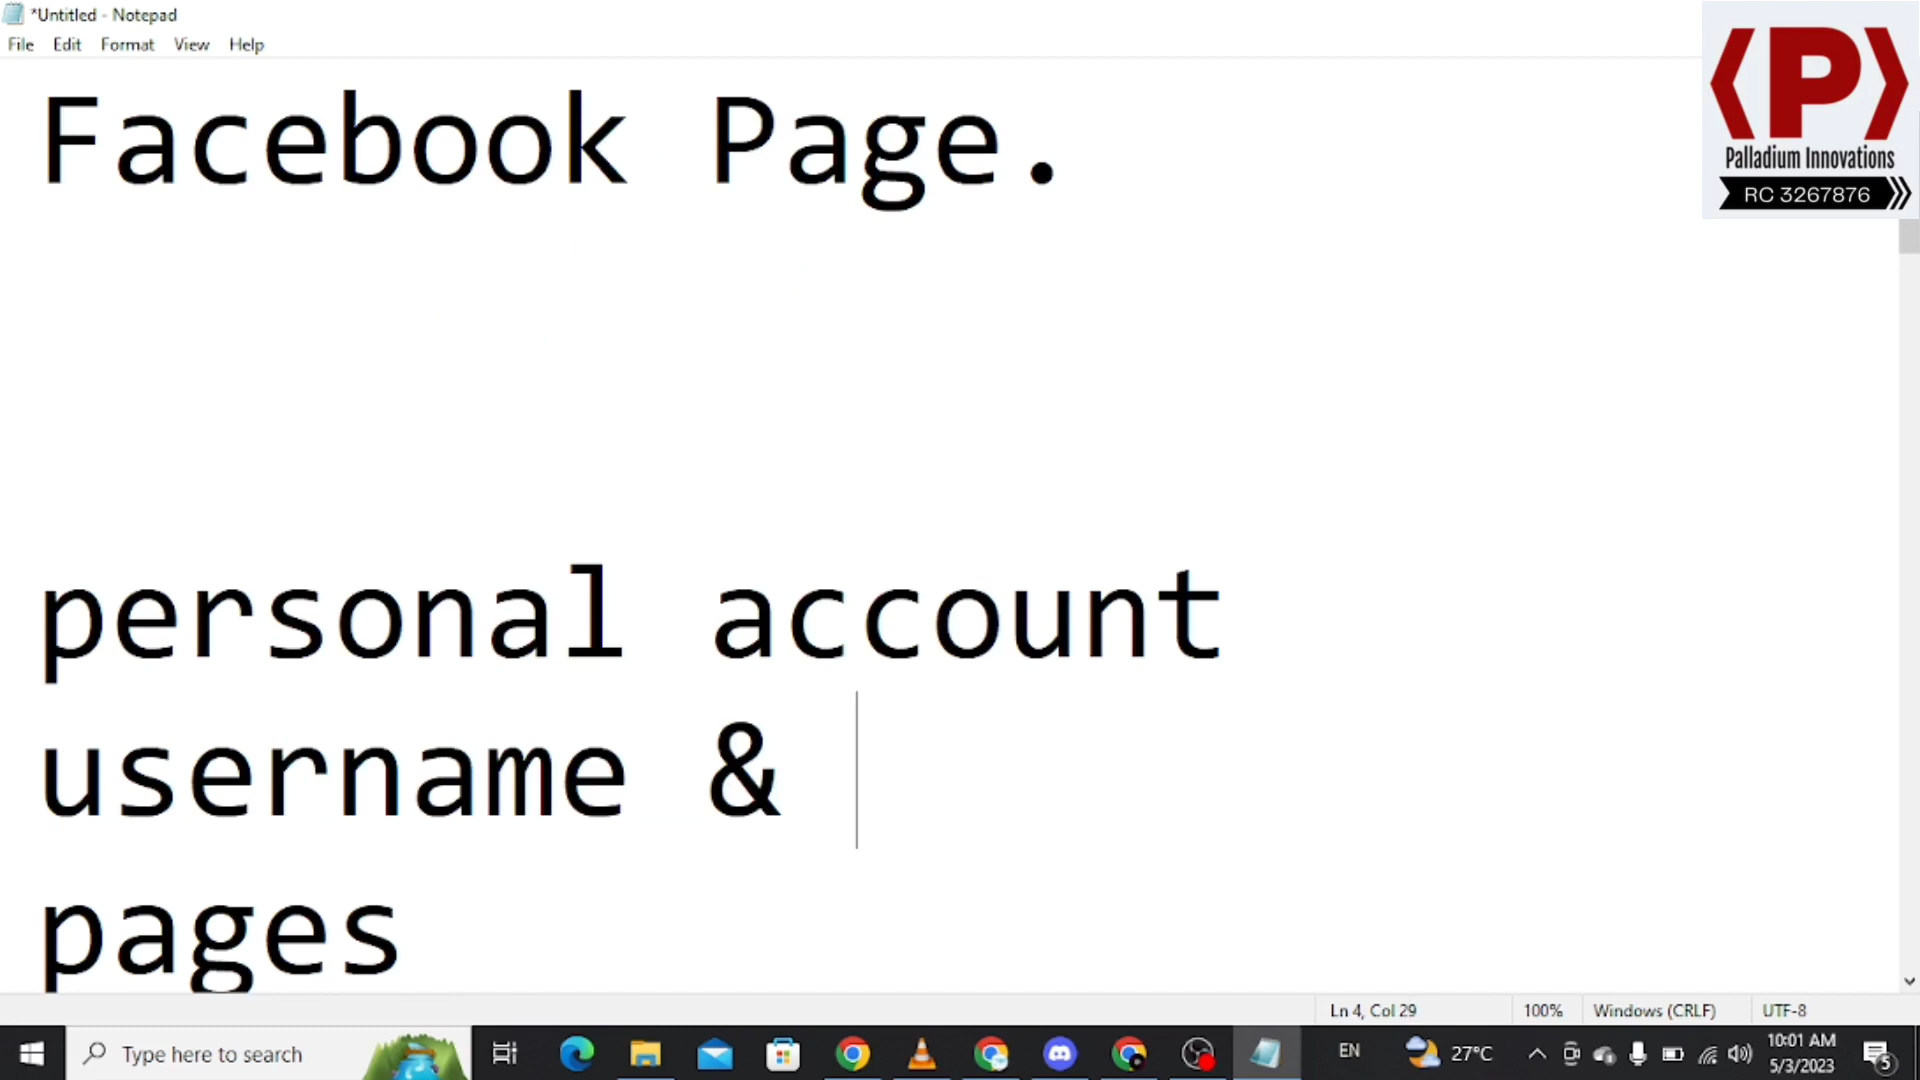 *Untitled - Notepad
File Edit Format View Help
P
Palladium Innovations
RC 3267876
Facebook Page.
personal account
username &
pages
Ln 4, Col 29 100% Windows (CRLF) UTF-8
Type here to search
EN
27°C
10:01 AM
5/3/2023
5